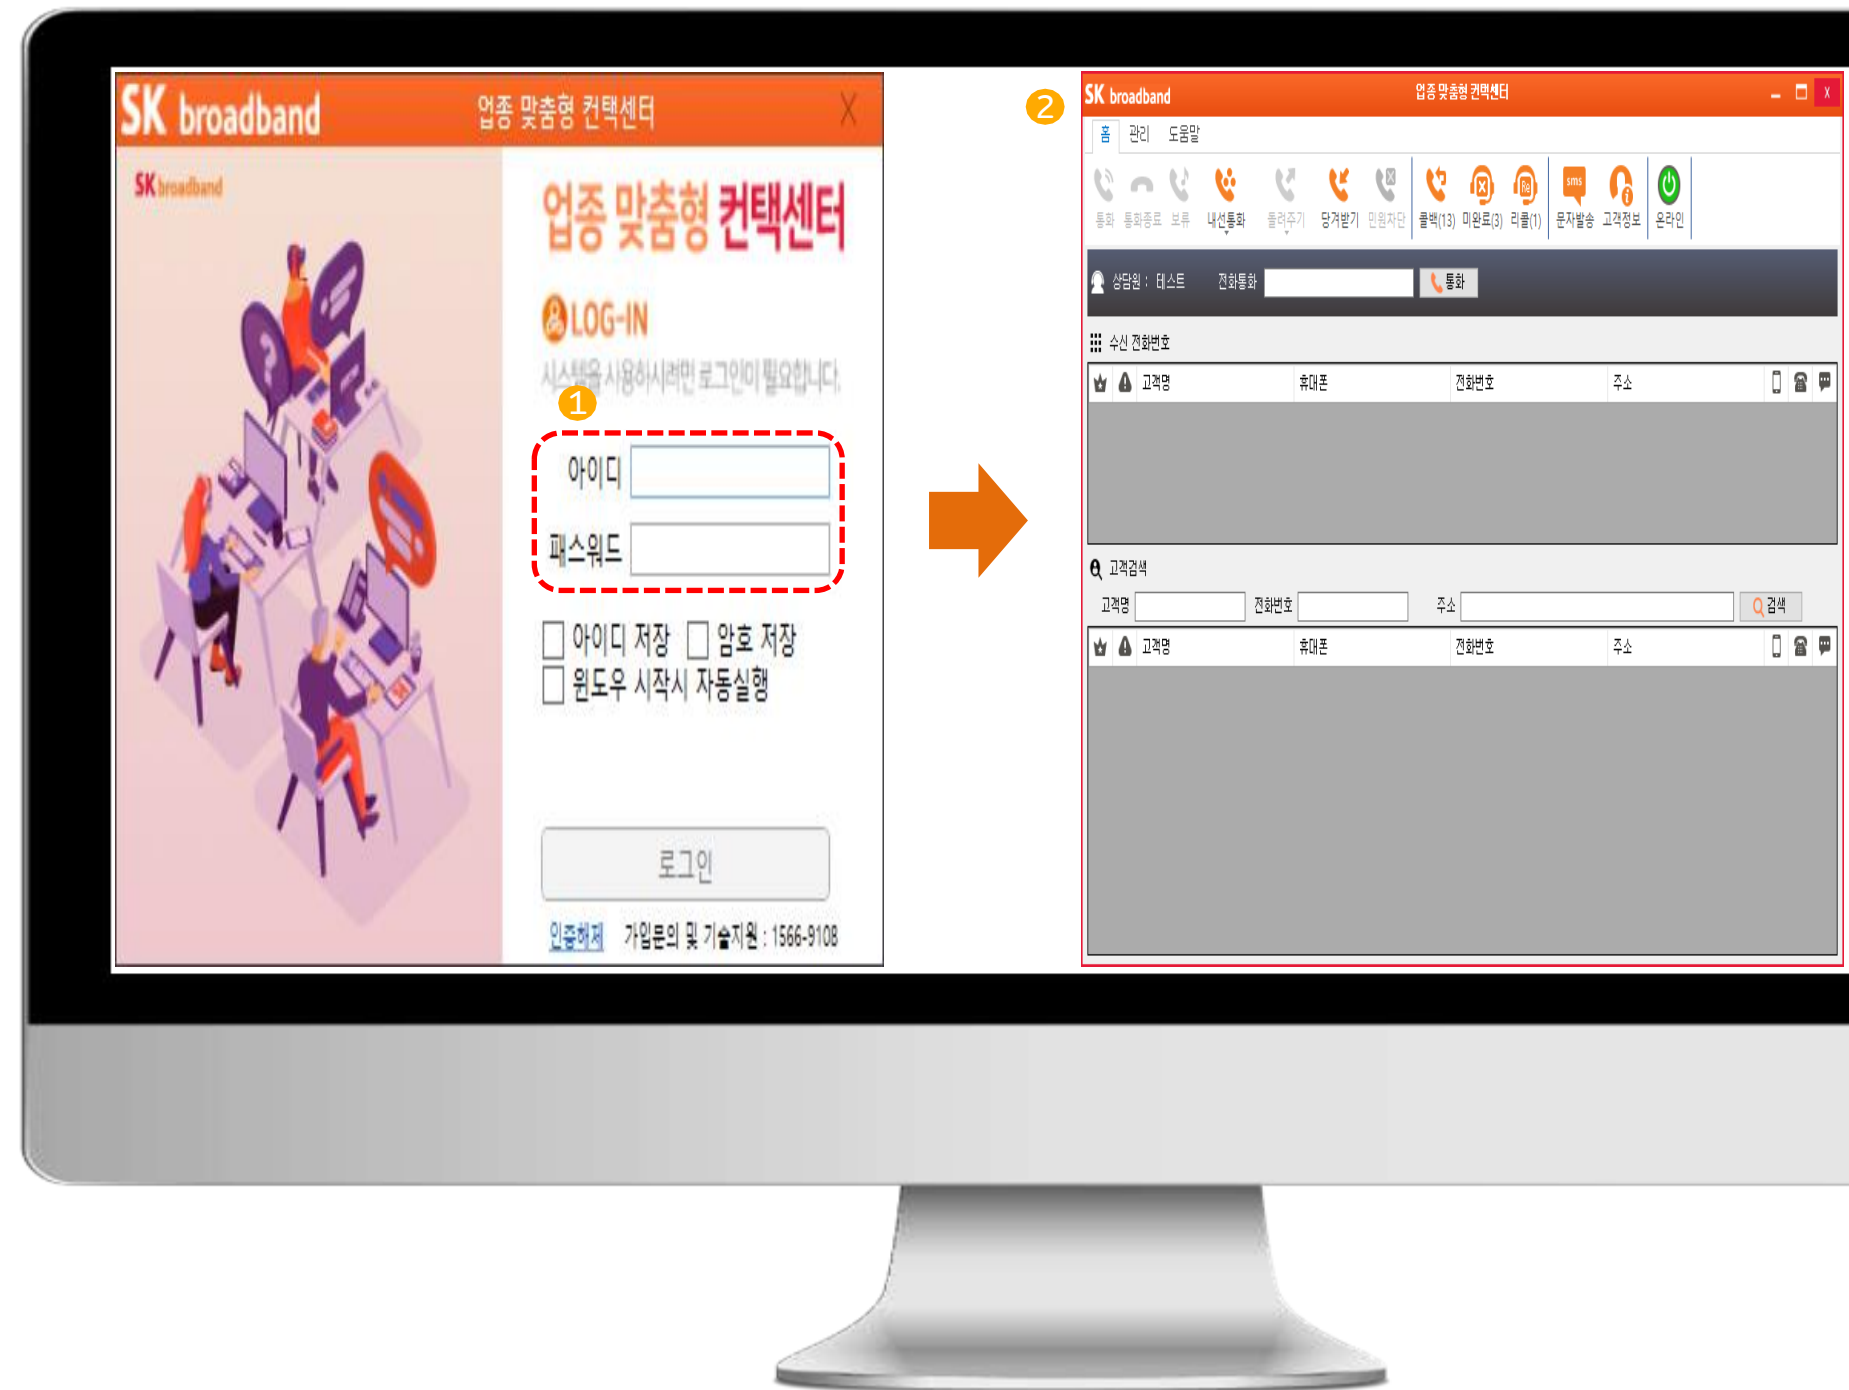 SK broadband 업종 맞춤형 컨택센터 X
SK broadband
업종 맞춤형 컨택센터
LOG-IN
시스템을 사용하시려면 로그인이 필요합니다.
1
아이디
패스워드
아이디 저장 암호 저장
윈도우 시작시 자동실행
로그인
인증해제 가입문의 및 기술지원 : 1566-9108
2
SK broadband 업종 맞춤형 컨택센터 X
홈 관리 도움말
통화 통화종료 보류 내선통화 돌려주기 당겨받기 민원차단 콜백(13) 미완료(3) 리콜(1) 문자발송 고객정보 온라인
sms
Re
상담원 : 테스트 전화통화 통화
수신 전화번호
고객명 휴대폰 전화번호 주소
고객검색
고객명 전화번호 주소 검색
고객명 휴대폰 전화번호 주소